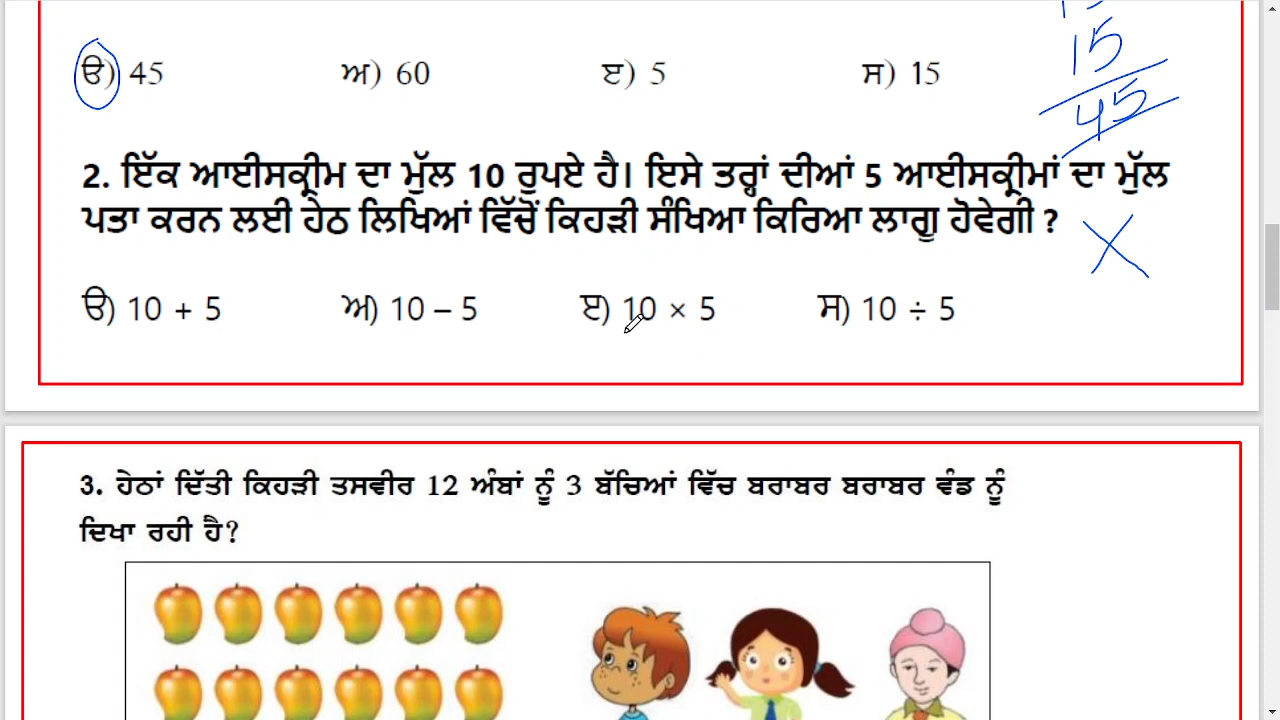 15
45
ੳ) 45 ਅ) 60 ੲ) 5 ਸ) 15
2. ਇੱਕ ਆਈਸਕ੍ਰੀਮ ਦਾ ਮੁੱਲ 10 ਰੁਪਏ ਹੈ। ਇਸੇ ਤਰ੍ਹਾਂ ਦੀਆਂ 5 ਆਈਸਕ੍ਰੀਮਾਂ ਦਾ ਮੁੱਲ
ਪਤਾ ਕਰਨ ਲਈ ਹੇਠ ਲਿਖਿਆਂ ਵਿੱਚੋਂ ਕਿਹੜੀ ਸੰਖਿਆ ਕਿਰਿਆ ਲਾਗੂ ਹੋਵੇਗੀ ?
×
ੳ) 10 + 5 ਅ) 10 – 5 ੲ) 10 × 5 ਸ) 10 ÷ 5
3. ਹੇਠਾਂ ਦਿੱਤੀ ਕਿਹੜੀ ਤਸਵੀਰ 12 ਅੰਬਾਂ ਨੂੰ 3 ਬੱਚਿਆਂ ਵਿੱਚ ਬਰਾਬਰ ਬਰਾਬਰ ਵੰਡ ਨੂੰ
ਦਿਖਾ ਰਹੀ ਹੈ?